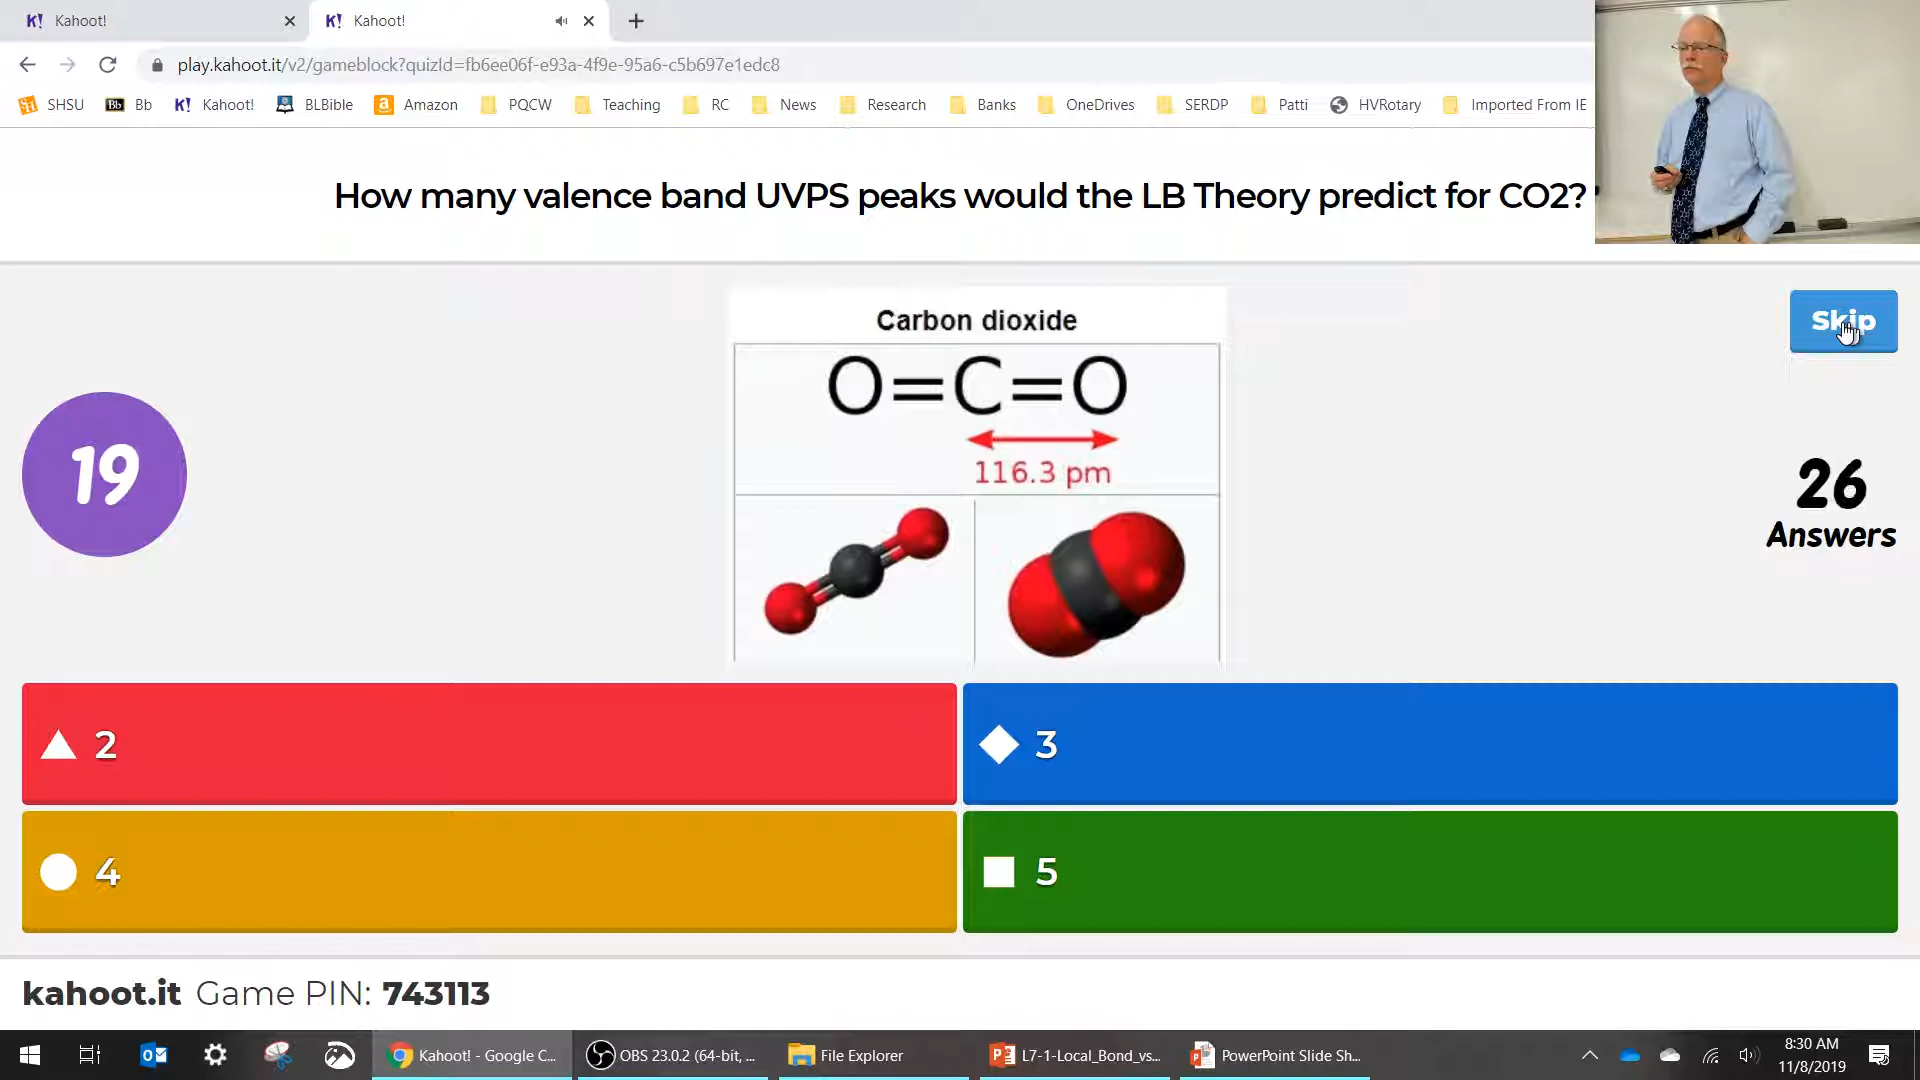 K! Kahoot!
K! Kahoot!
play.kahoot.it/v2/gameblock?quizId=fb6ee06f-e93a-4f9e-95a6-c5b697e1edc8
SHSU Bb Bb K! Kahoot! BLBible a Amazon PQCW Teaching RC News Research Banks OneDrives SERDP Patti HVRotary Imported From IE
How many valence band UVPS peaks would the LB Theory predict for CO2?
Skip
Carbon dioxide
O=C=O
116.3 pm
19
26
Answers
2
3
4
5
kahoot.it Game PIN: 743113
Kahoot! - Google C...
OBS 23.0.2 (64-bit, ...
File Explorer
L7-1-Local_Bond_vs...
PowerPoint Slide Sh...
8:30 AM
11/8/2019